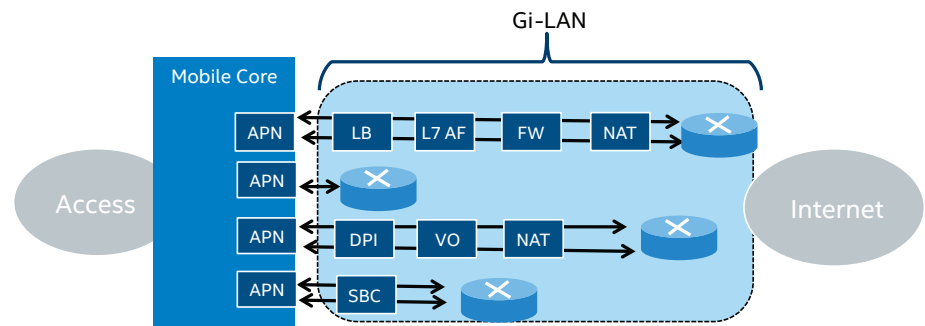 Gi-LAN
Mobile Core
APN
LB
L7 AF
FW
NAT
APN
Access
Internet
APN
DPI
VO
NAT
APN
SBC